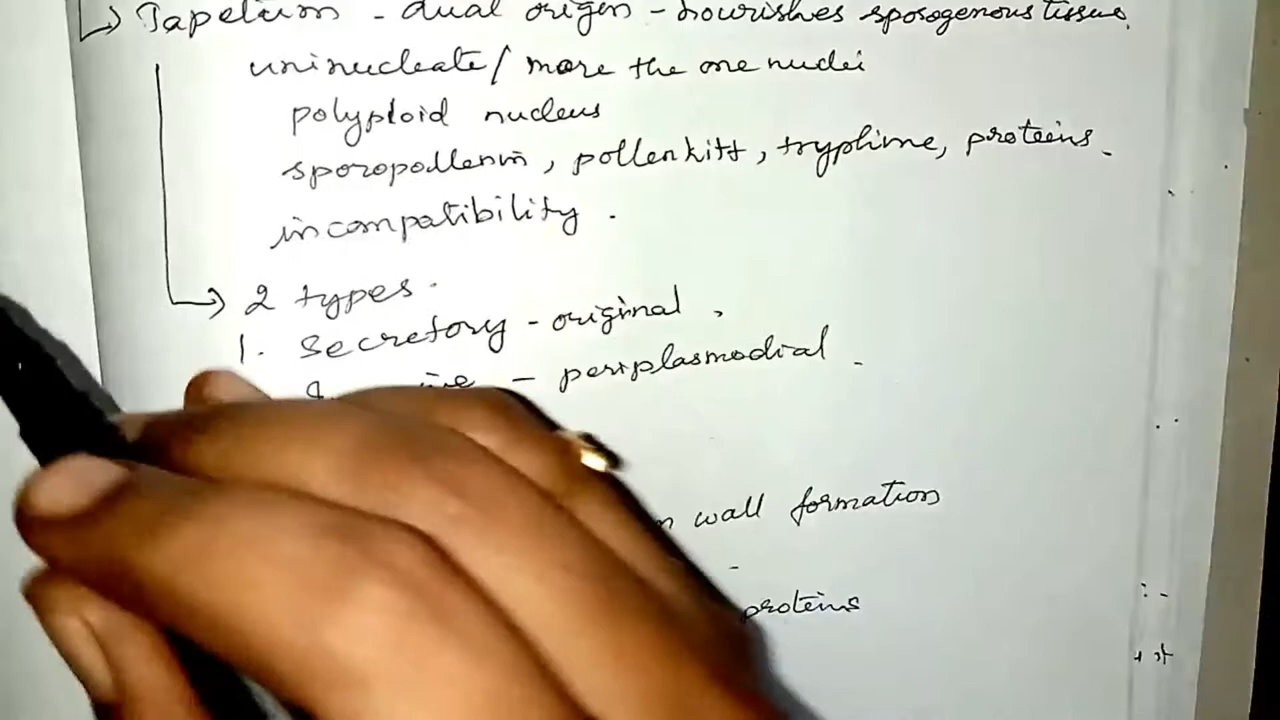 Tapetum - dual origin - nourishes sporogenous tissue.
uninucleate / more the one nuclei
polyploid nucleus
sporopollenin, pollenkitt, tryphine, proteins.
incompatibility.
2 types.
1. Secretory - original,
- periplasmodial.
wall formation
-
proteins